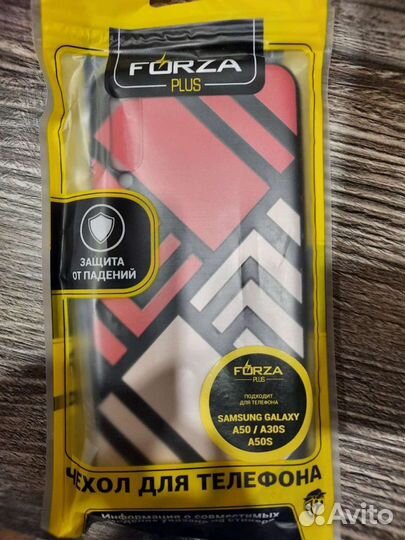 FORZA
PLUS
ЗАЩИТА
ОТ ПАДЕНИЙ
FORZA
PLUS
ПОДХОДИТ
ДЛЯ ТЕЛЕФОНА
SAMSUNG GALAXY
A50 / A30S
A50S
ЧЕХОЛ ДЛЯ ТЕЛЕФОНА
Информация о совместимых
Avito